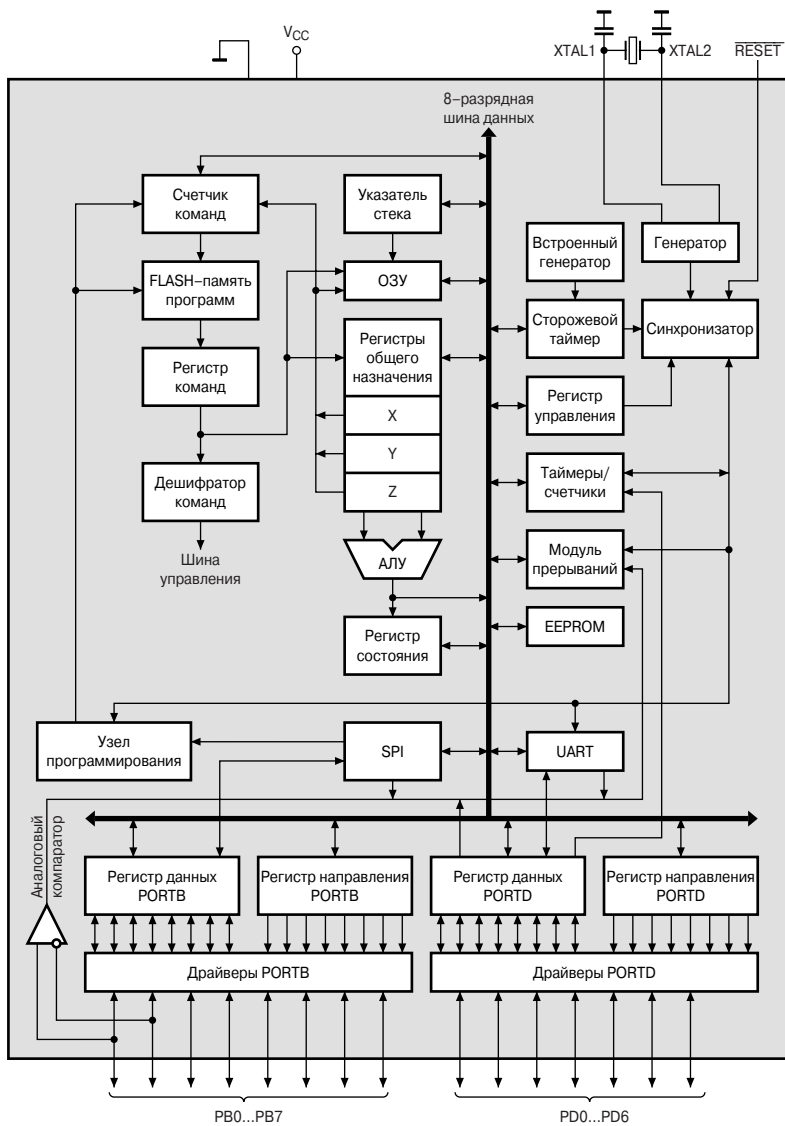 V_CC
XTAL1
XTAL2
RESET
8–разрядная
шина данных
Счетчик
команд
Указатель
стека
Встроенный
генератор
Генератор
FLASH–память
программ
ОЗУ
Сторожевой
таймер
Синхронизатор
Регистр
команд
Регистры
общего
назначения
X
Y
Z
Регистр
управления
Дешифратор
команд
Таймеры/
счетчики
Шина
управления
АЛУ
Модуль
прерываний
Регистр
состояния
EEPROM
Узел
программирования
SPI
UART
Аналоговый
компаратор
Регистр данных
PORTB
Регистр направления
PORTB
Регистр данных
PORTD
Регистр направления
PORTD
Драйверы PORTB
Драйверы PORTD
PB0...PB7
PD0...PD6